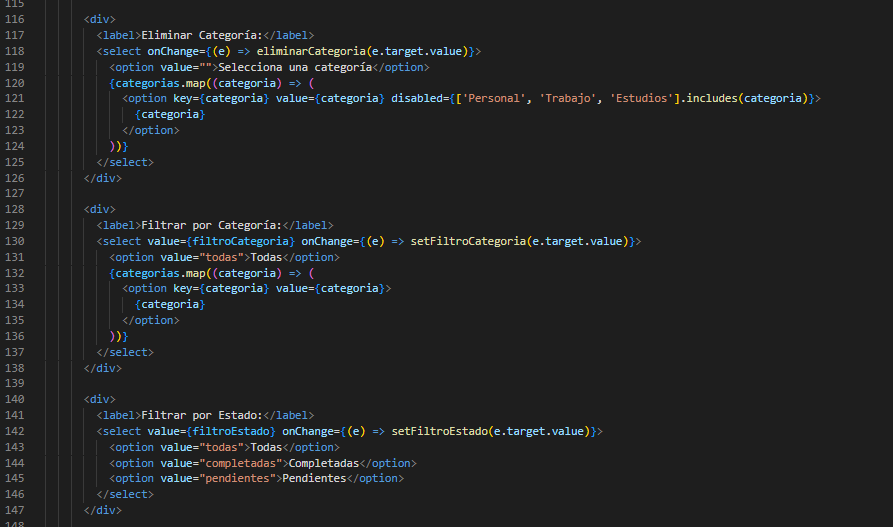 115
116 <div>
117 <label>Eliminar Categoría:</label>
118 <select onChange={(e) => eliminarCategoria(e.target.value)}>
119 <option value="">Selecciona una categoría</option>
120 {categorias.map((categoria) => (
121 <option key={categoria} value={categoria} disabled={['Personal', 'Trabajo', 'Estudios'].includes(categoria)}>
122 {categoria}
123 </option>
124 ))}
125 </select>
126 </div>
127
128 <div>
129 <label>Filtrar por Categoría:</label>
130 <select value={filtroCategoria} onChange={(e) => setFiltroCategoria(e.target.value)}>
131 <option value="todas">Todas</option>
132 {categorias.map((categoria) => (
133 <option key={categoria} value={categoria}>
134 {categoria}
135 </option>
136 ))}
137 </select>
138 </div>
139
140 <div>
141 <label>Filtrar por Estado:</label>
142 <select value={filtroEstado} onChange={(e) => setFiltroEstado(e.target.value)}>
143 <option value="todas">Todas</option>
144 <option value="completadas">Completadas</option>
145 <option value="pendientes">Pendientes</option>
146 </select>
147 </div>
148